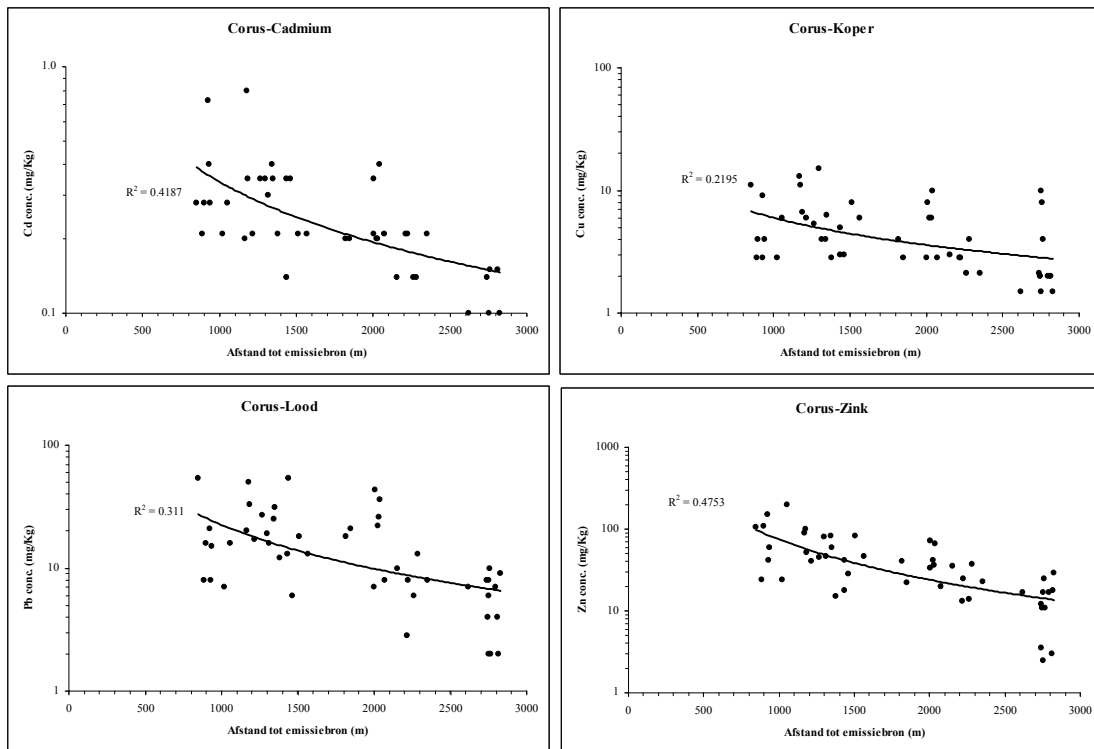 Corus-Cadmium
1.0
Cd conc. (mg/Kg)
R² = 0.4187
0.1
0 500 1000 1500 2000 2500 3000
Afstand tot emissiebron (m)
Corus-Koper
100
Cu conc. (mg/Kg)
R² = 0.2195
10
1
0 500 1000 1500 2000 2500 3000
Afstand tot emissiebron (m)
Corus-Lood
100
Pb conc. (mg/Kg)
R² = 0.311
10
1
0 500 1000 1500 2000 2500 3000
Afstand tot emissiebron (m)
Corus-Zink
1000
Zn conc. (mg/Kg)
R² = 0.4753
100
10
1
0 500 1000 1500 2000 2500 3000
Afstand tot emissiebron (m)